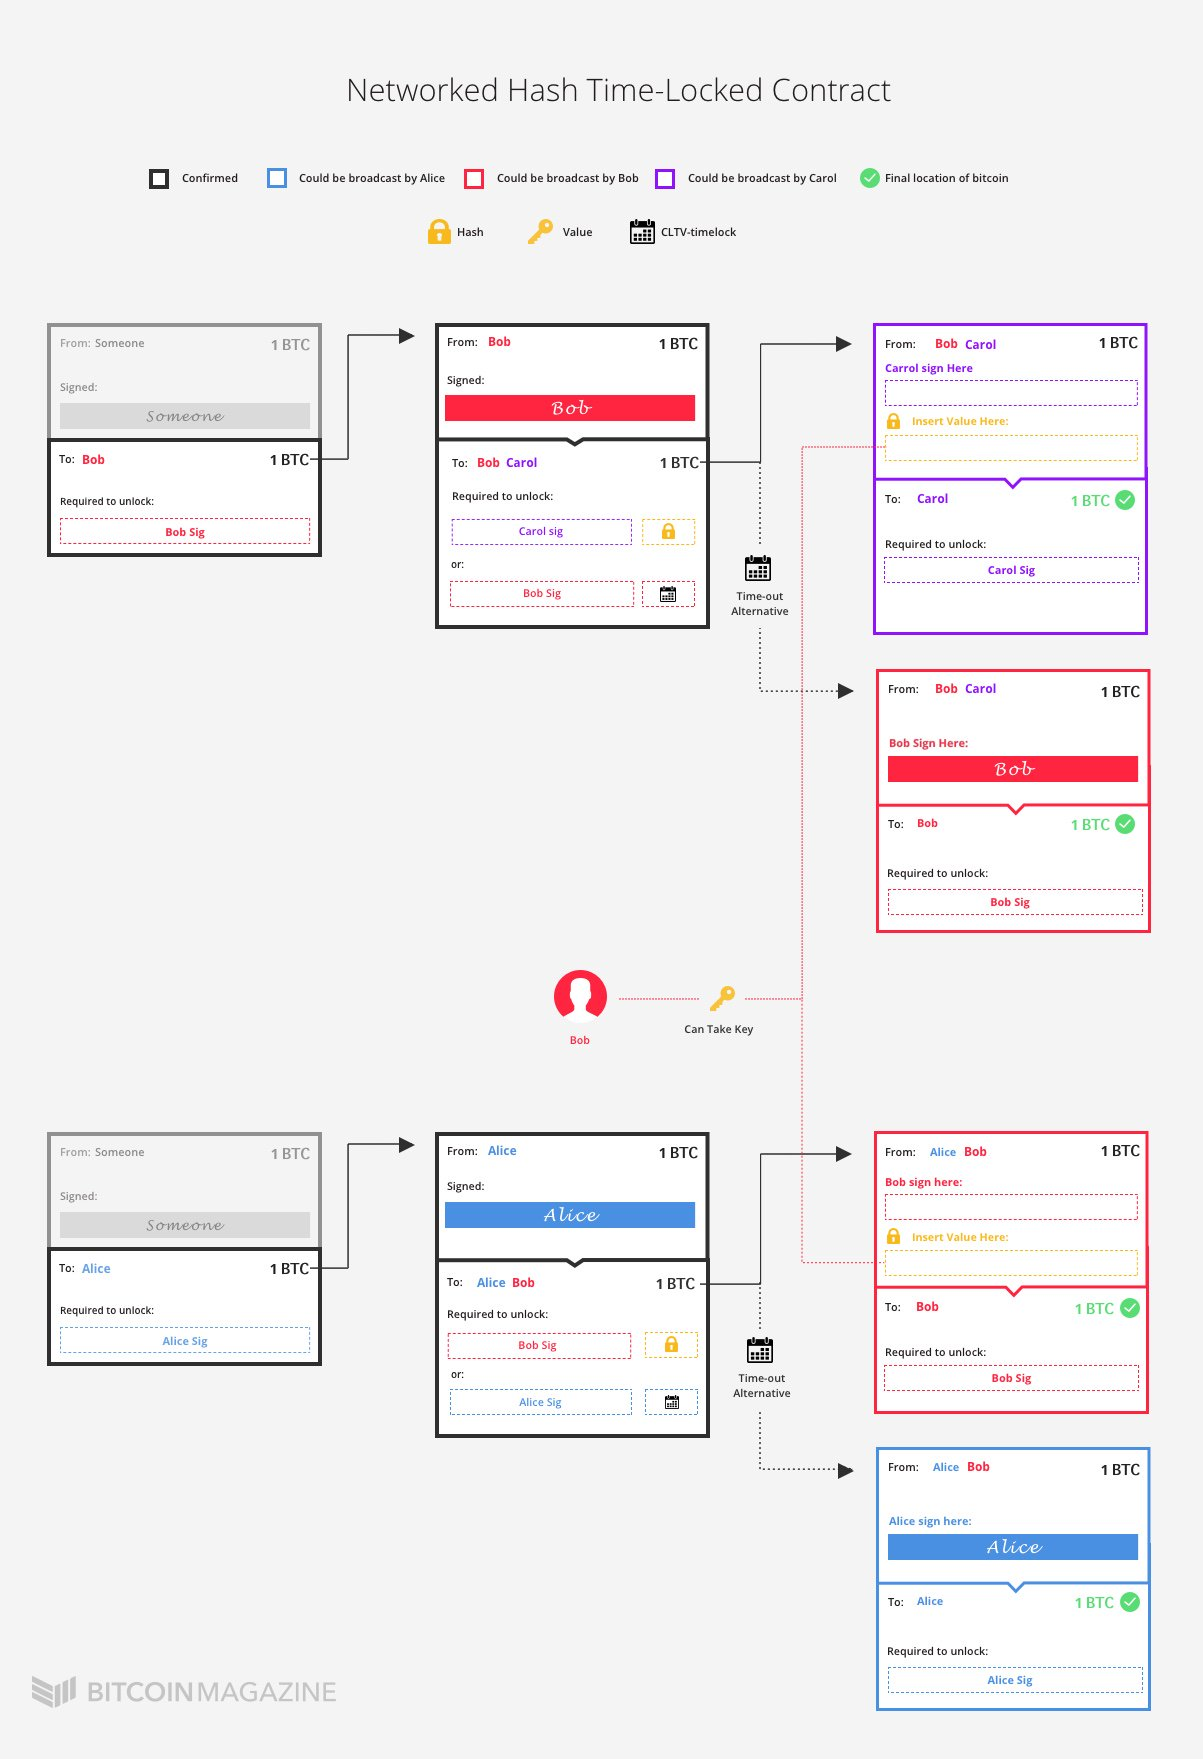 Networked Hash Time-Locked Contract
Confirmed Could be broadcast by Alice Could be broadcast by Bob Could be broadcast by Carol Final location of bitcoin
Hash Value CLTV-timelock
From: Someone 1 BTC
Signed:
Someone
To: Bob 1 BTC
Required to unlock:
Bob Sig
From: Bob 1 BTC
Signed:
Bob
To: Bob Carol 1 BTC
Required to unlock:
Carol sig
or:
Bob Sig
Time-out
Alternative
From: Bob Carol 1 BTC
Carrol sign Here
Insert Value Here:
To: Carol 1 BTC
Required to unlock:
Carol Sig
From: Bob Carol 1 BTC
Bob Sign Here:
Bob
To: Bob 1 BTC
Required to unlock:
Bob Sig
Bob
Can Take Key
From: Someone 1 BTC
Signed:
Someone
To: Alice 1 BTC
Required to unlock:
Alice Sig
From: Alice 1 BTC
Signed:
Alice
To: Alice Bob 1 BTC
Required to unlock:
Bob Sig
or:
Alice Sig
Time-out
Alternative
From: Alice Bob 1 BTC
Bob sign here:
Insert Value Here:
To: Bob 1 BTC
Required to unlock:
Bob Sig
From: Alice Bob 1 BTC
Alice sign here:
Alice
To: Alice 1 BTC
Required to unlock:
Alice Sig
BITCOINMAGAZINE